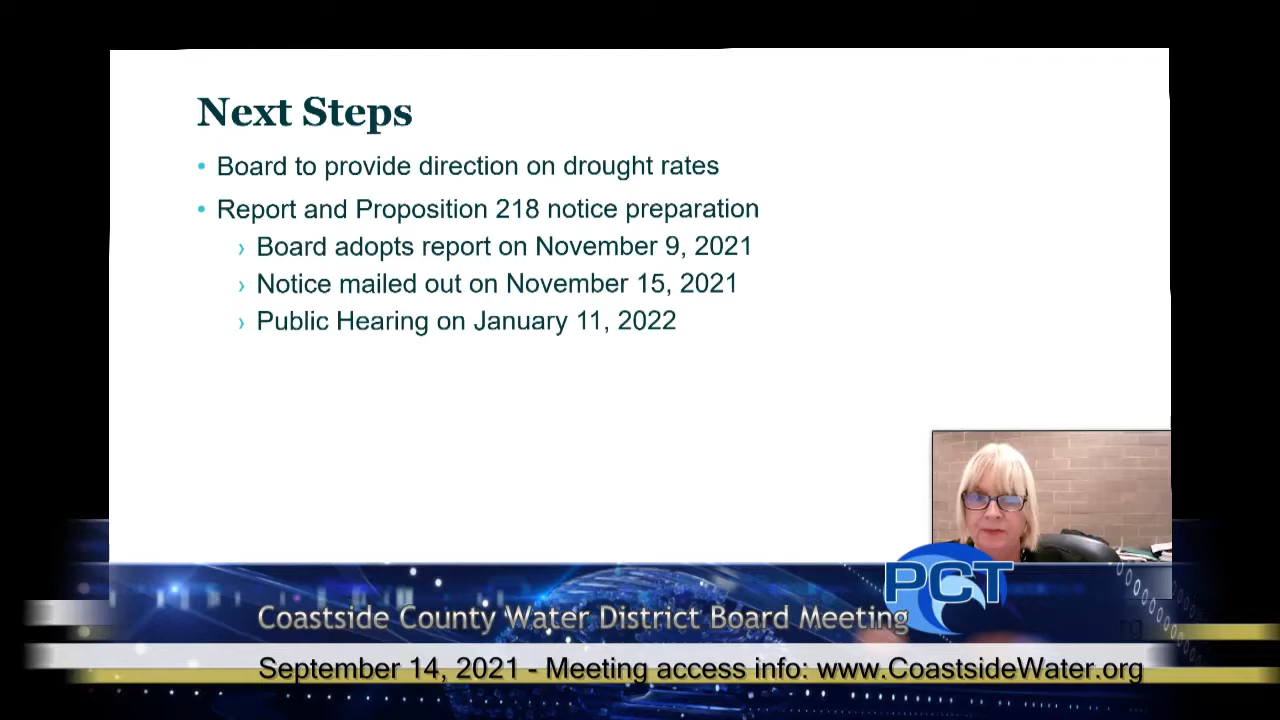 Next Steps
• Board to provide direction on drought rates
• Report and Proposition 218 notice preparation
› Board adopts report on November 9, 2021
› Notice mailed out on November 15, 2021
› Public Hearing on January 11, 2022
PCT
Coastside County Water District Board Meeting
September 14, 2021 - Meeting access info: www.CoastsideWater.org